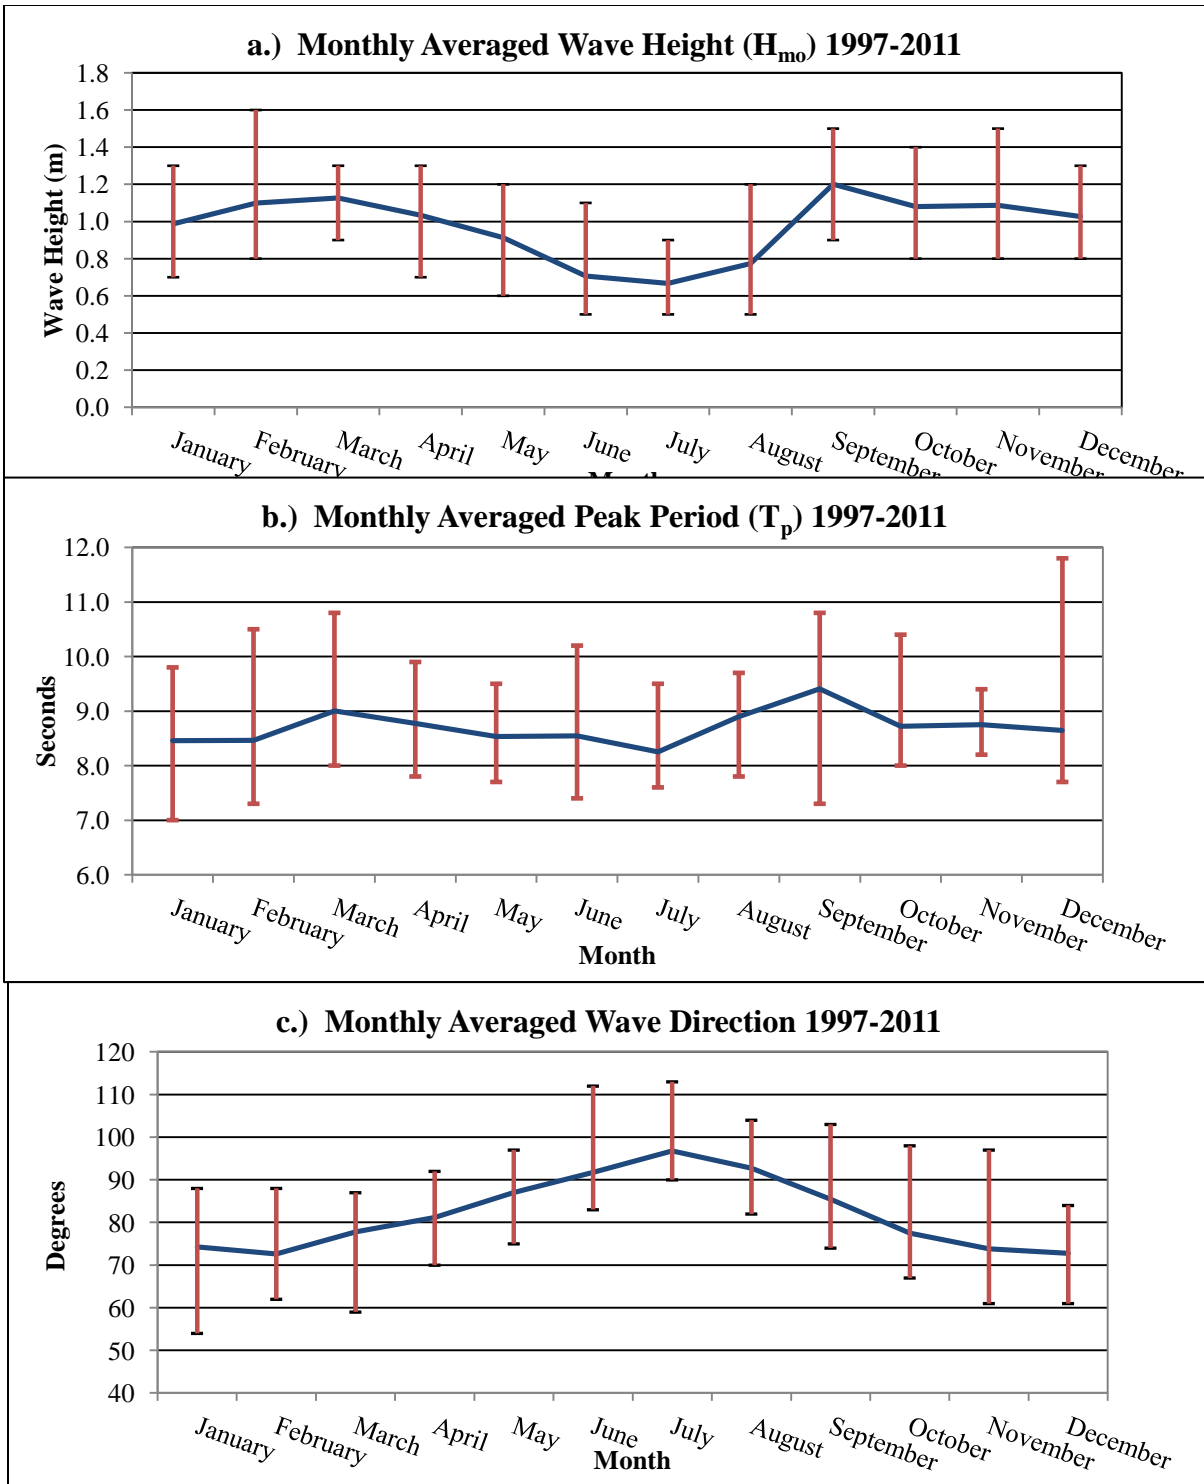 a.) Monthly Averaged Wave Height (Hmo) 1997-2011
1.8
1.6
1.4
1.2
1.0
0.8
0.6
0.4
0.2
0.0
Wave Height (m)
January February March April May June July August September October November December
Month
b.) Monthly Averaged Peak Period (Tp) 1997-2011
12.0
11.0
10.0
9.0
8.0
7.0
6.0
Seconds
January February March April May June July August September October November December
Month
c.) Monthly Averaged Wave Direction 1997-2011
120
110
100
90
80
70
60
50
40
Degrees
January February March April May June July August September October November December
Month